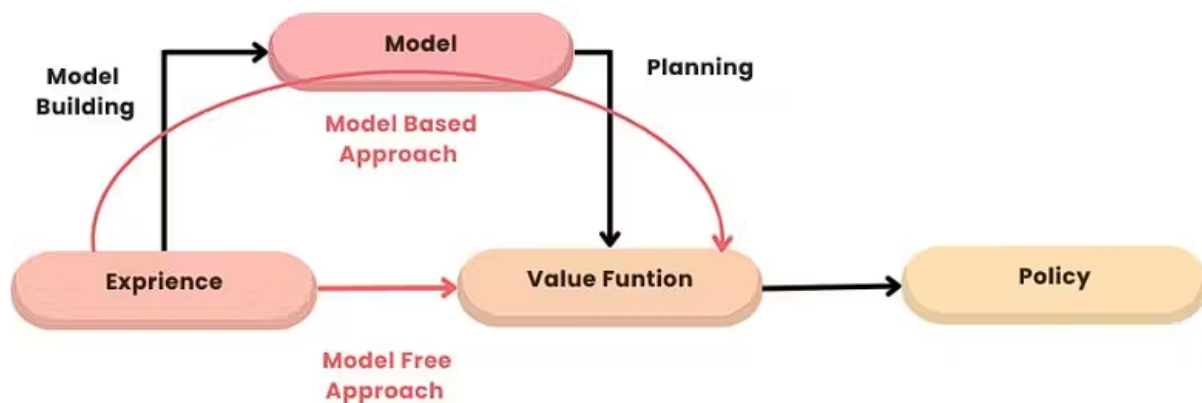 Model
Model
Building
Planning
Model Based
Approach
Exprience
Value Funtion
Policy
Model Free
Approach